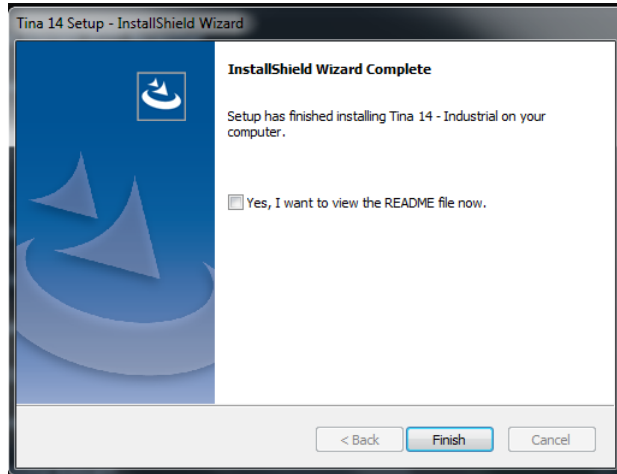 Tina 14 Setup - InstallShield Wizard
InstallShield Wizard Complete
Setup has finished installing Tina 14 - Industrial on your
computer.
Yes, I want to view the README file now.
< Back
Finish
Cancel